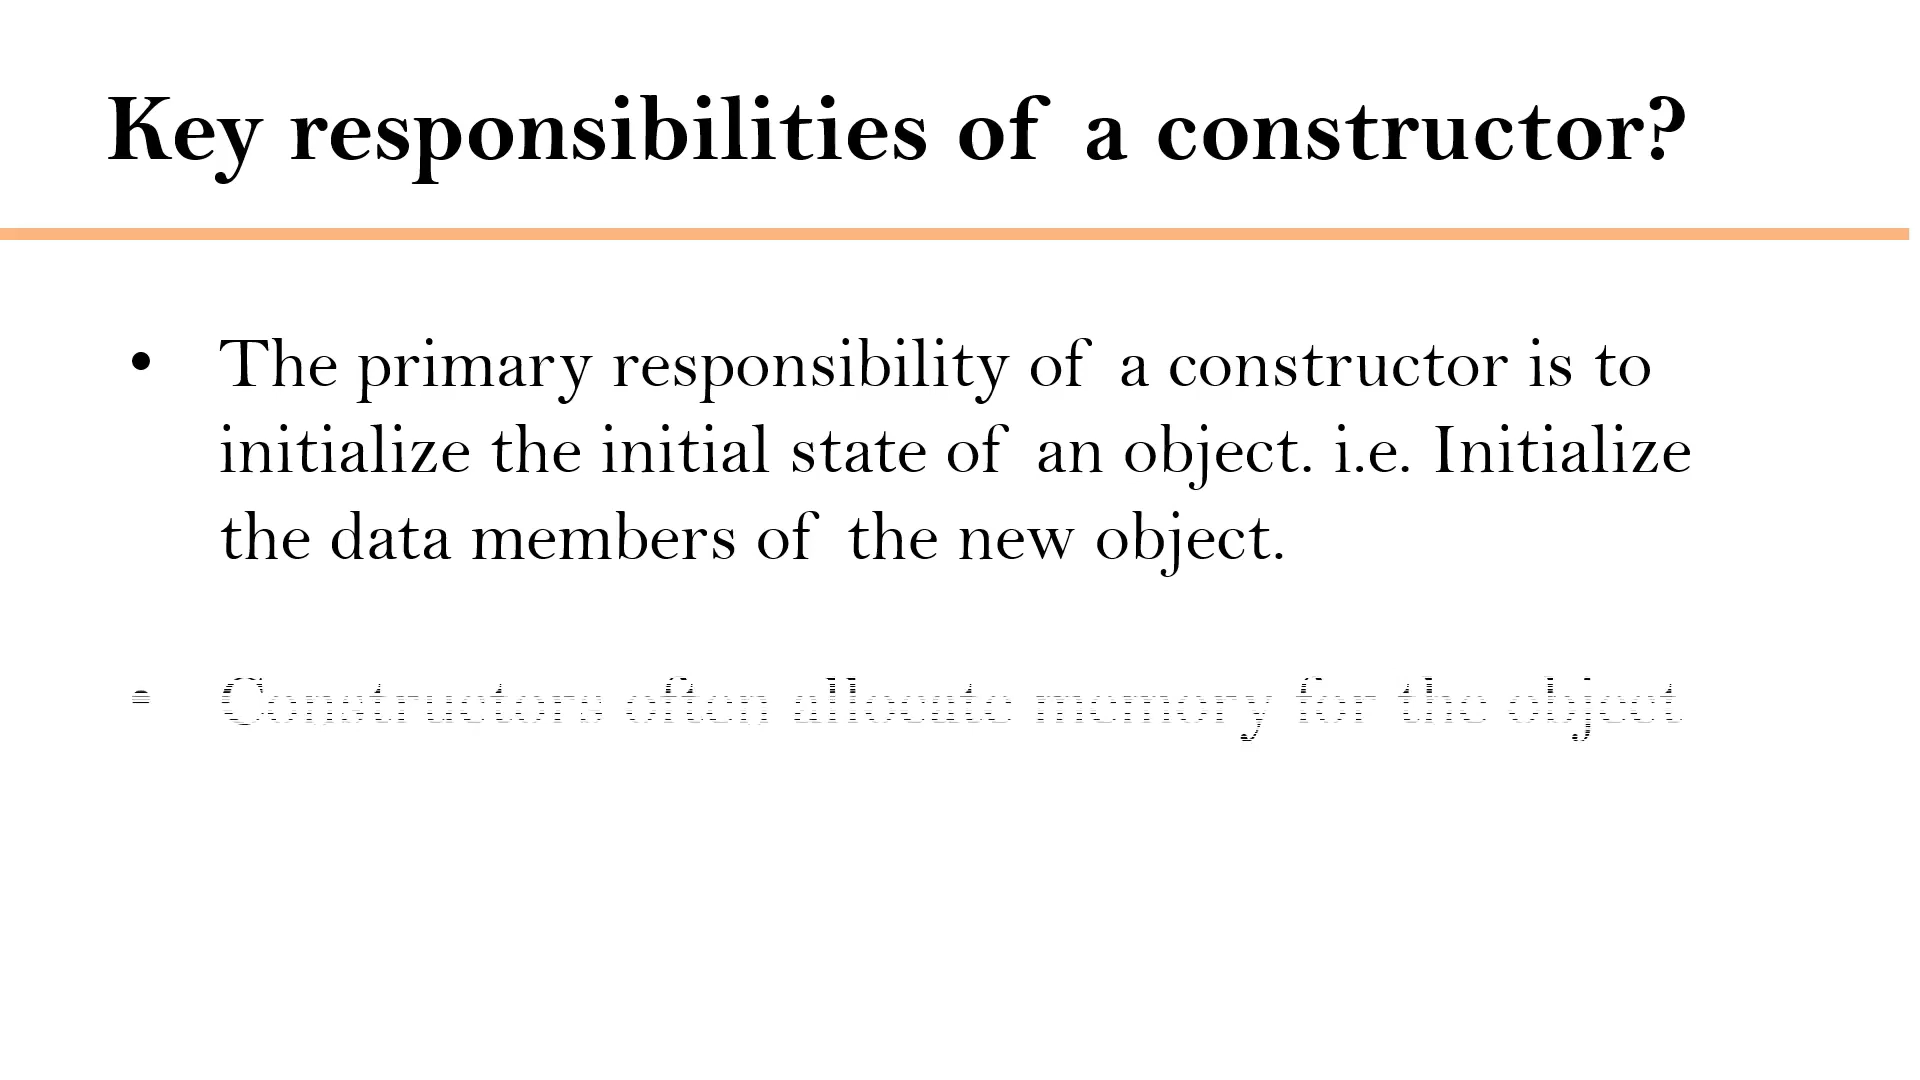 Key responsibilities of a constructor?
• The primary responsibility of a constructor is to
initialize the initial state of an object. i.e. Initialize
the data members of the new object.
• Constructors often allocate memory for the object